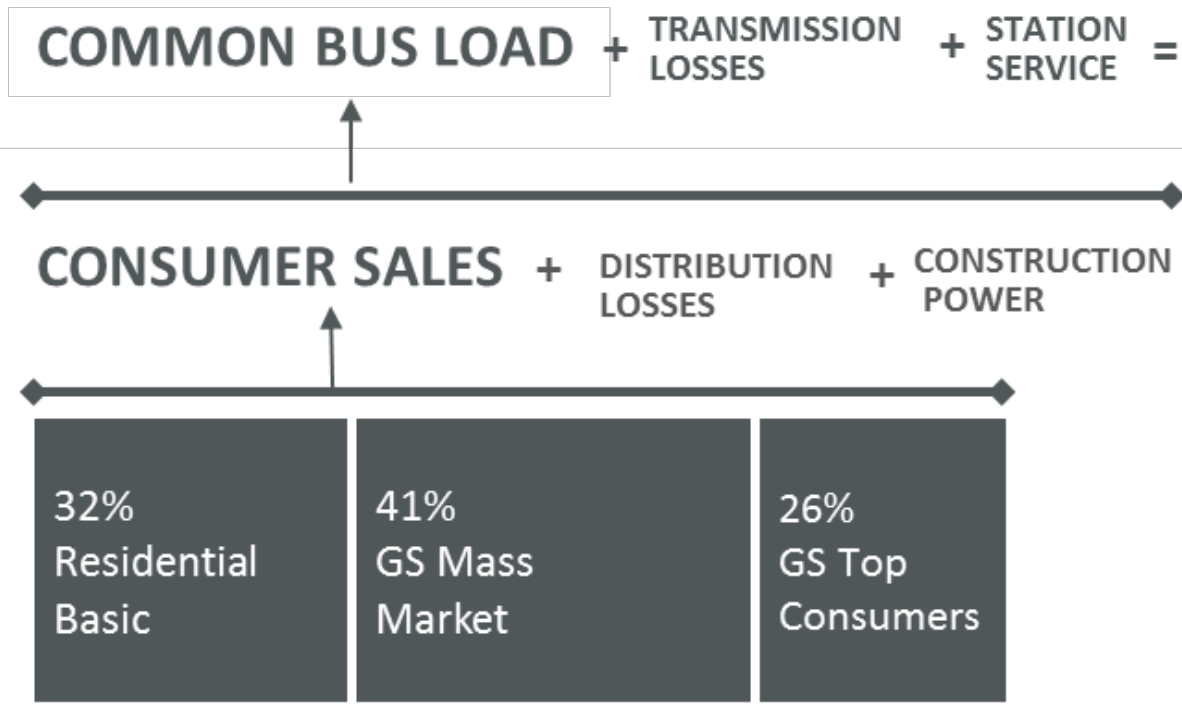 COMMON BUS LOAD + TRANSMISSION LOSSES + STATION SERVICE =
CONSUMER SALES + DISTRIBUTION LOSSES + CONSTRUCTION POWER
32%
Residential
Basic
41%
GS Mass
Market
26%
GS Top
Consumers